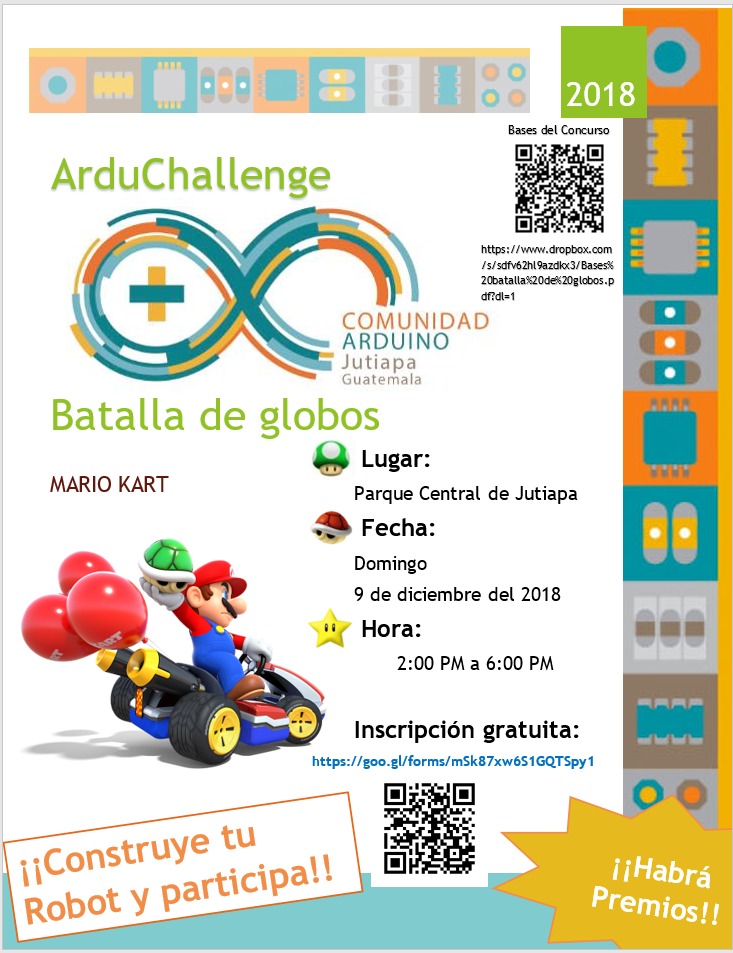 2018
Bases del Concurso
https://www.dropbox.com
/s/sdfv62hl9azdkx3/Bases%
20batalla%20de%20globos.p
df?dl=1
ArduChallenge
COMUNIDAD
ARDUINO
Jutiapa
Guatemala
Batalla de globos
MARIO KART
Lugar:
Parque Central de Jutiapa
Fecha:
Domingo
9 de diciembre del 2018
Hora:
2:00 PM a 6:00 PM
Inscripción gratuita:
https://goo.gl/forms/mSk87xw6S1GQTSpy1
¡¡Construye tu
Robot y participa!!
¡¡Habrá
Premios!!